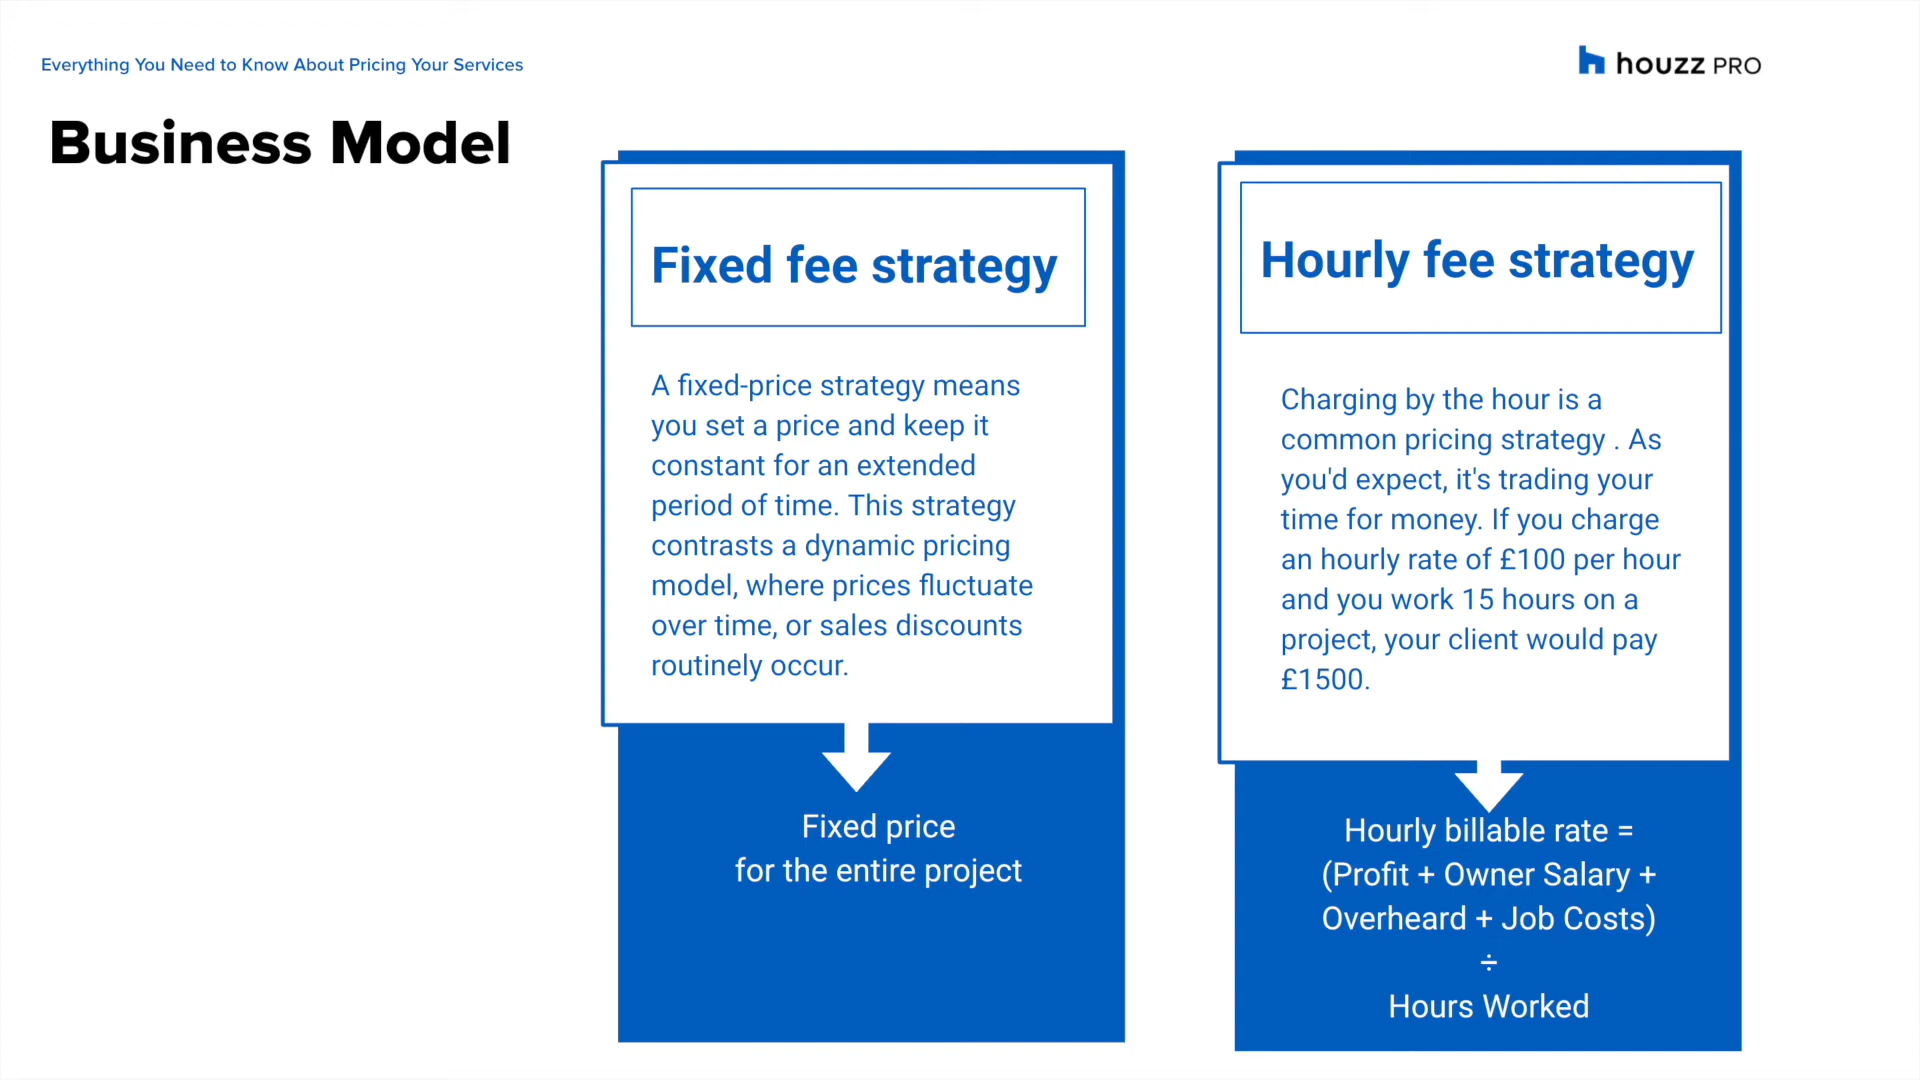 Everything You Need to Know About Pricing Your Services
houzz PRO
Business Model
Fixed fee strategy
A fixed-price strategy means
you set a price and keep it
constant for an extended
period of time. This strategy
contrasts a dynamic pricing
model, where prices fluctuate
over time, or sales discounts
routinely occur.
Fixed price
for the entire project
Hourly fee strategy
Charging by the hour is a
common pricing strategy . As
you'd expect, it's trading your
time for money. If you charge
an hourly rate of £100 per hour
and you work 15 hours on a
project, your client would pay
£1500.
Hourly billable rate =
(Profit + Owner Salary +
Overheard + Job Costs)
÷
Hours Worked